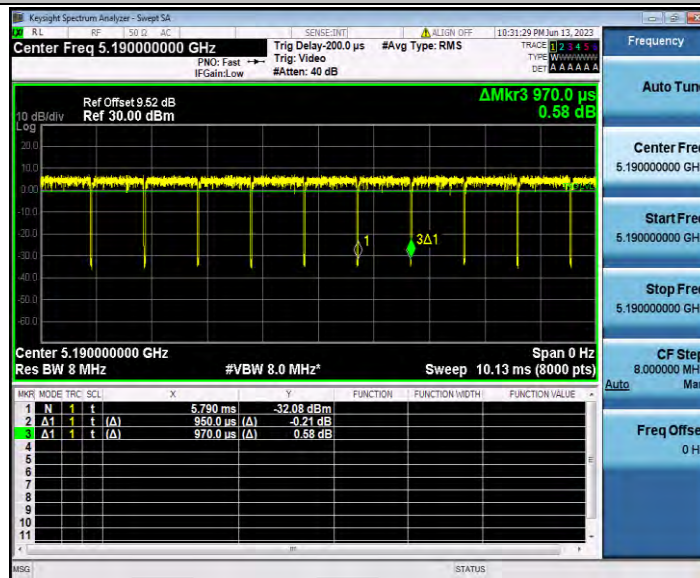 Keysight Spectrum Analyzer - Swept SA
RL RF 50 Ω AC SENSE:INT ALIGN OFF 10:31:29 PM Jun 13, 2023
Center Freq 5.190000000 GHz
PNO: Fast
IFGain:Low
Trig Delay-200.0 µs
Trig: Video
#Atten: 40 dB
#Avg Type: RMS
TRACE 1 2 3 4 5 6
TYPE W
DET A A A A A A
Frequency
Auto Tune
Ref Offset 9.52 dB
Ref 30.00 dBm
10 dB/div
Log
ΔMkr3 970.0 µs
0.58 dB
20.0
10.0
0.00
-10.0
-20.0
-30.0
-40.0
-50.0
-60.0
1
3Δ1
Center 5.190000000 GHz
Span 0 Hz
Res BW 8 MHz
#VBW 8.0 MHz*
Sweep 10.13 ms (8000 pts)
Center Freq
5.190000000 GH
Start Freq
5.190000000 GH
Stop Freq
5.190000000 GH
CF Step
8.000000 MH
Auto Ma
Freq Offse
0 H
MKR MODE TRC SCL X Y FUNCTION FUNCTION WIDTH FUNCTION VALUE
1 N 1 t 5.790 ms -32.08 dBm
2 Δ1 1 t (Δ) 950.0 µs (Δ) -0.21 dB
3 Δ1 1 t (Δ) 970.0 µs (Δ) 0.58 dB
4
5
6
7
8
9
10
11
MSG
STATUS